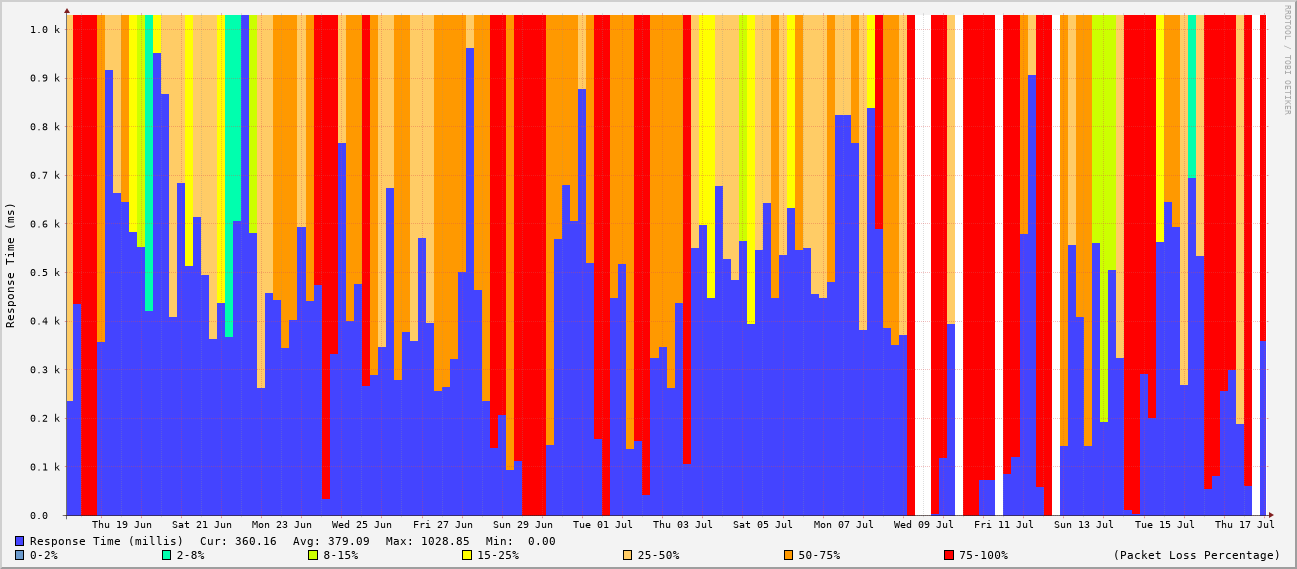 RRDTOOL / TOBI OETIKER
Response Time (ms)
1.0 k
0.9 k
0.8 k
0.7 k
0.6 k
0.5 k
0.4 k
0.3 k
0.2 k
0.1 k
0.0
Thu 19 Jun Sat 21 Jun Mon 23 Jun Wed 25 Jun Fri 27 Jun Sun 29 Jun Tue 01 Jul Thu 03 Jul Sat 05 Jul Mon 07 Jul Wed 09 Jul Fri 11 Jul Sun 13 Jul Tue 15 Jul Thu 17 Jul
Response Time (millis) Cur: 360.16 Avg: 379.09 Max: 1028.85 Min: 0.00
0-2% 2-8% 8-15% 15-25% 25-50% 50-75% 75-100% (Packet Loss Percentage)